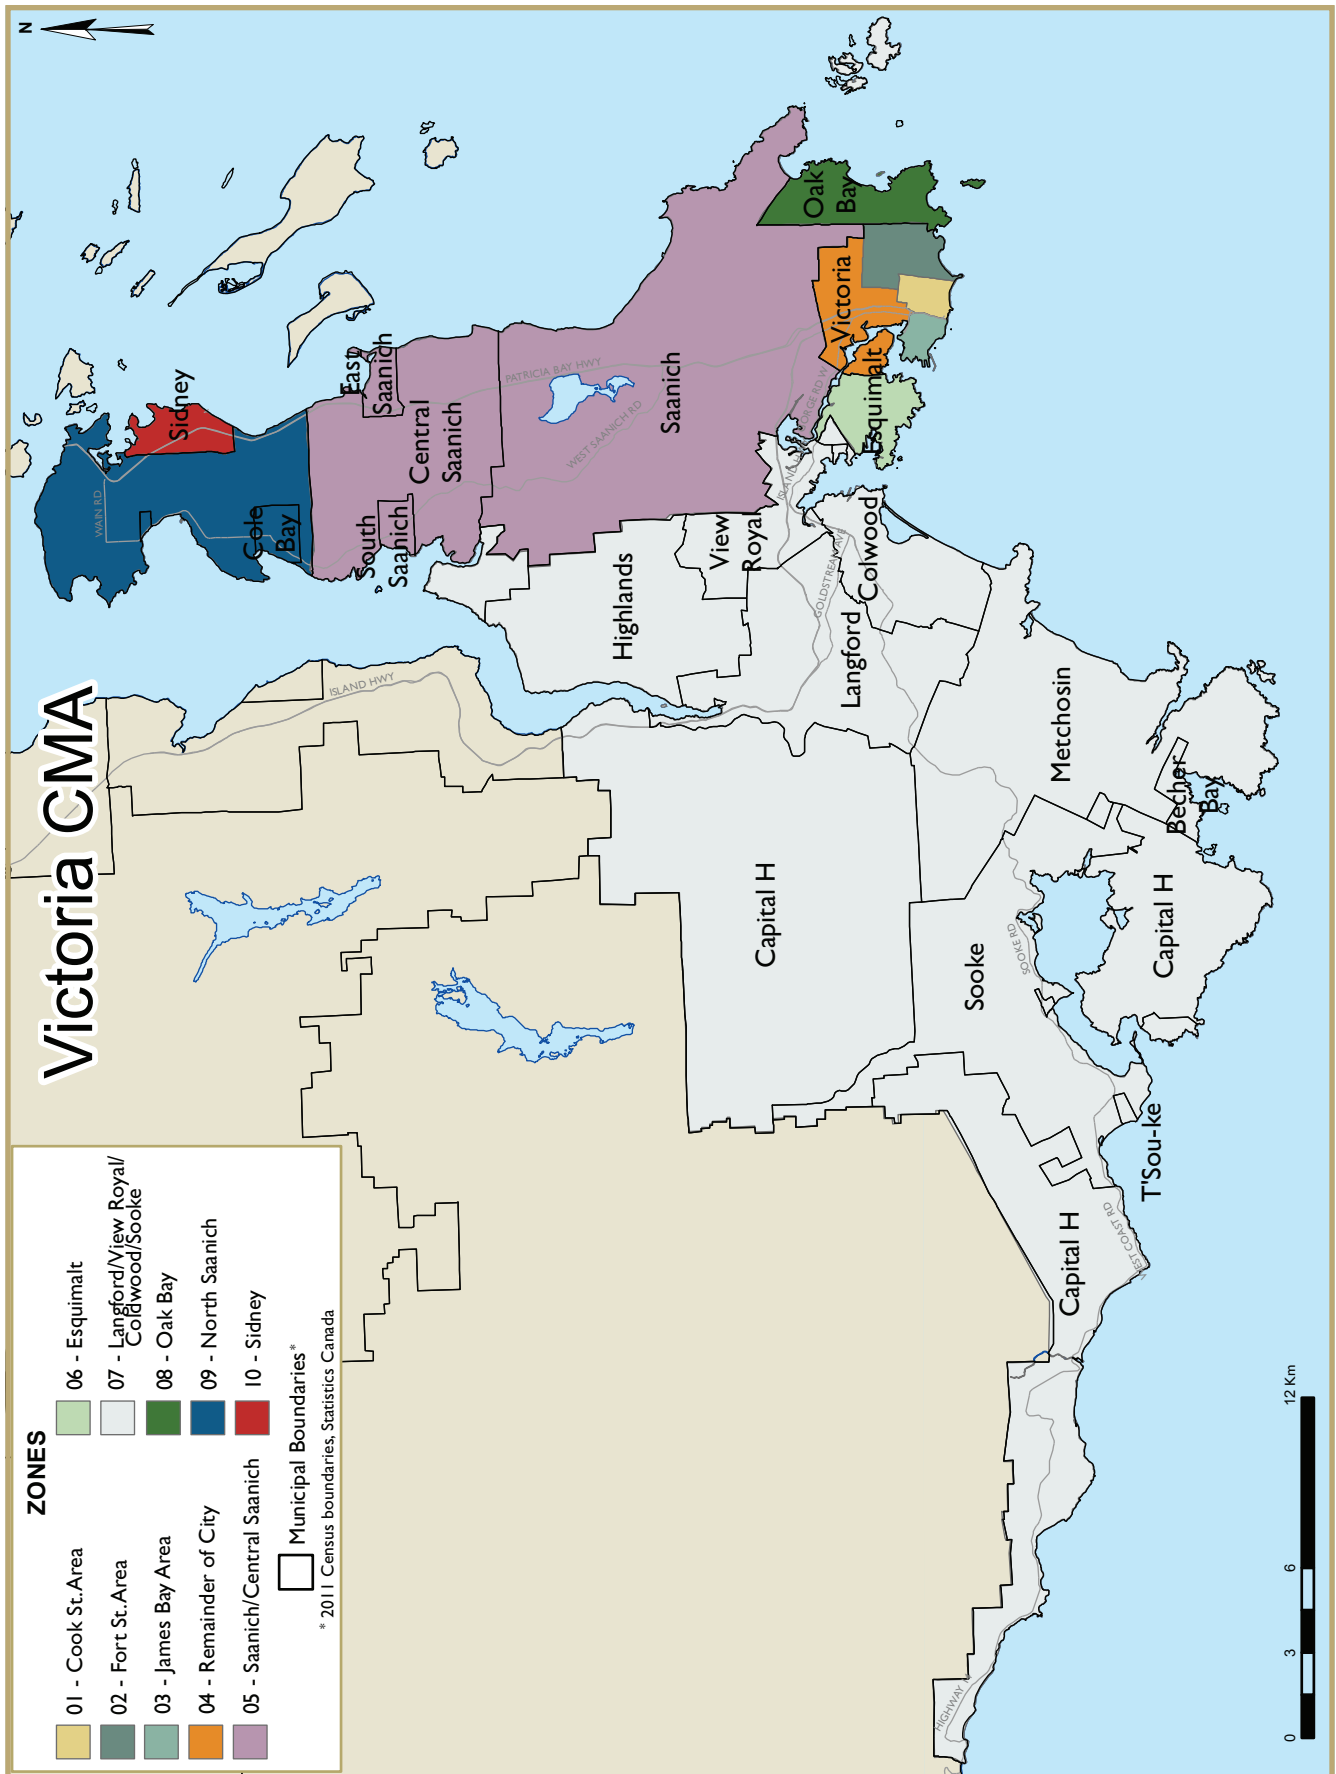 Victoria CMA
N
ZONES
01 - Cook St. Area
02 - Fort St. Area
03 - James Bay Area
04 - Remainder of City
05 - Saanich/Central Saanich
06 - Esquimalt
07 - Langford/View Royal/
Coldwood/Sooke
08 - Oak Bay
09 - North Saanich
10 - Sidney
Municipal Boundaries*
* 2011 Census boundaries, Statistics Canada
WAIN RD
Sidney
Cole
Bay
East
Saanich
Central
Saanich
South
Saanich
PATRICIA BAY HWY
WEST SAANICH RD
Saanich
ISLAND HWY
Highlands
View
Royal
Oak
Bay
Victoria
Esquimalt
GORGE RD W
GOLDSTREAM AVE
Colwood
Langford
Metchosin
Becher
Bay
Capital H
Capital H
Sooke
SOOKE RD
T'Sou-ke
Capital H
WEST COAST RD
HIGHWAY
0
3
6
12 Km